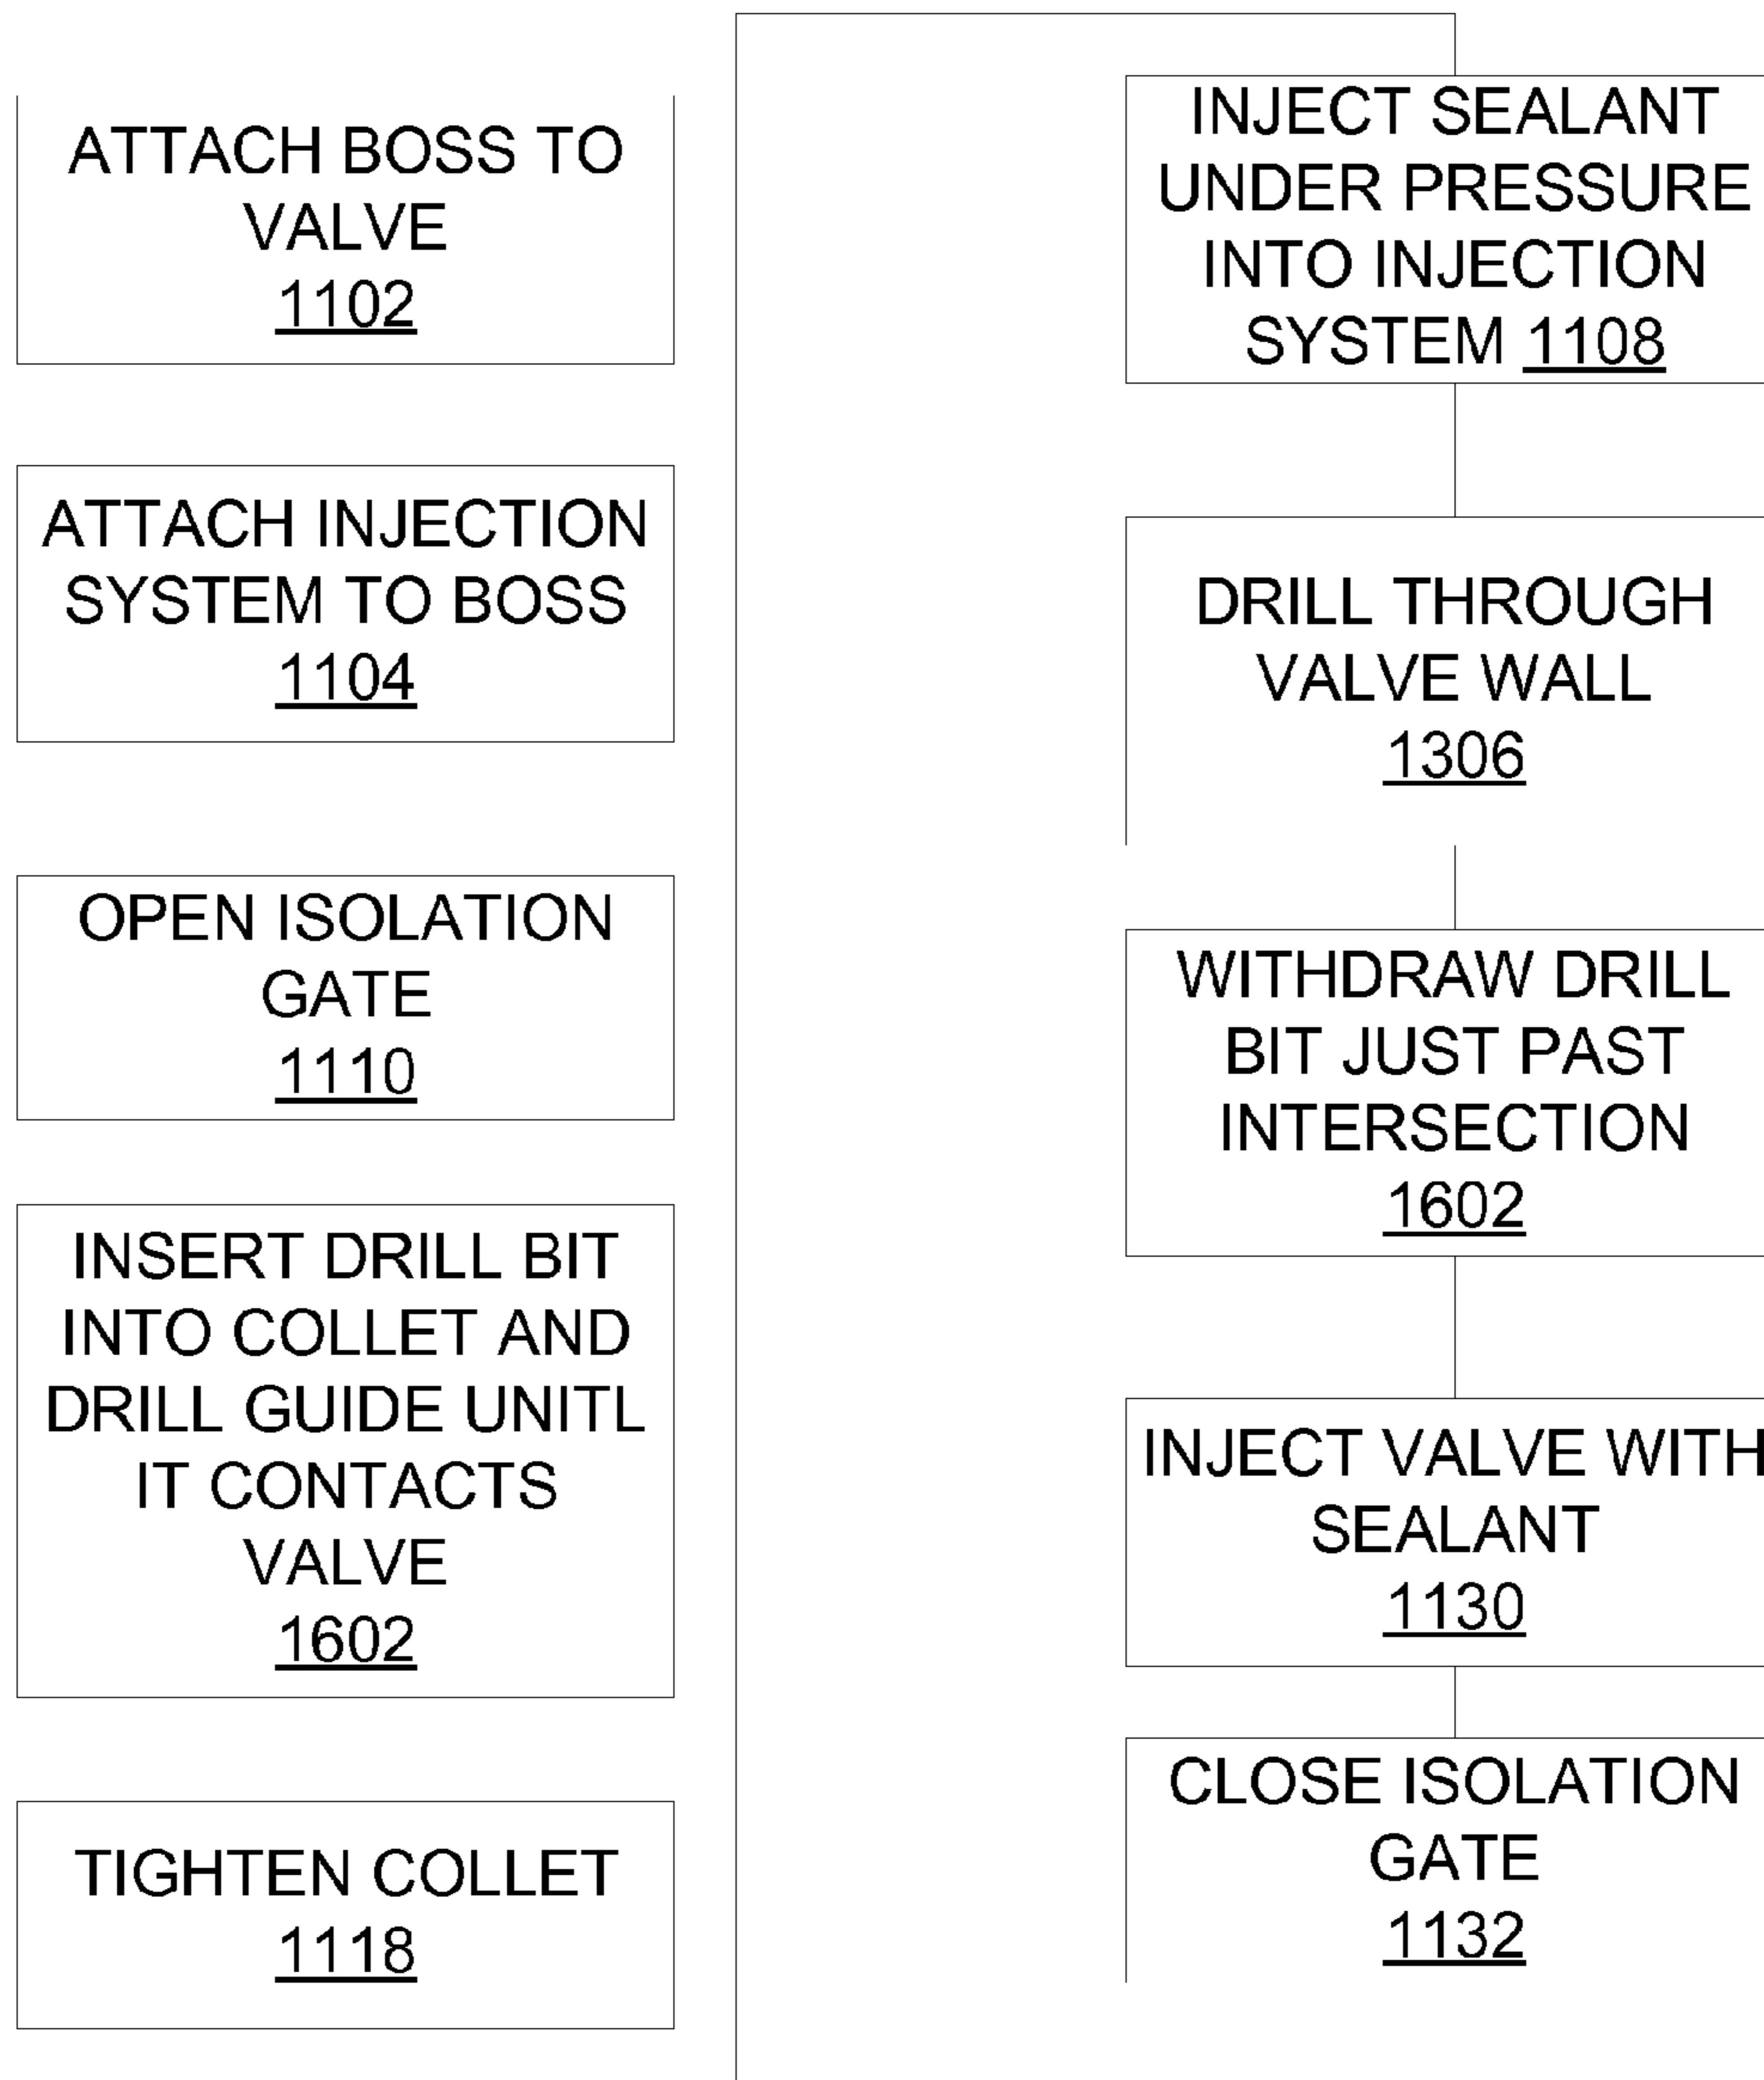 ATTACH BOSS TO
VALVE
1102
ATTACH INJECTION
SYSTEM TO BOSS
1104
OPEN ISOLATION
GATE
1110
INSERT DRILL BIT
INTO COLLET AND
DRILL GUIDE UNITL
IT CONTACTS
VALVE
1602
TIGHTEN COLLET
1118
INJECT SEALANT
UNDER PRESSURE
INTO INJECTION
SYSTEM 1108
DRILL THROUGH
VALVE WALL
1306
WITHDRAW DRILL
BIT JUST PAST
INTERSECTION
1602
INJECT VALVE WITH
SEALANT
1130
CLOSE ISOLATION
GATE
1132